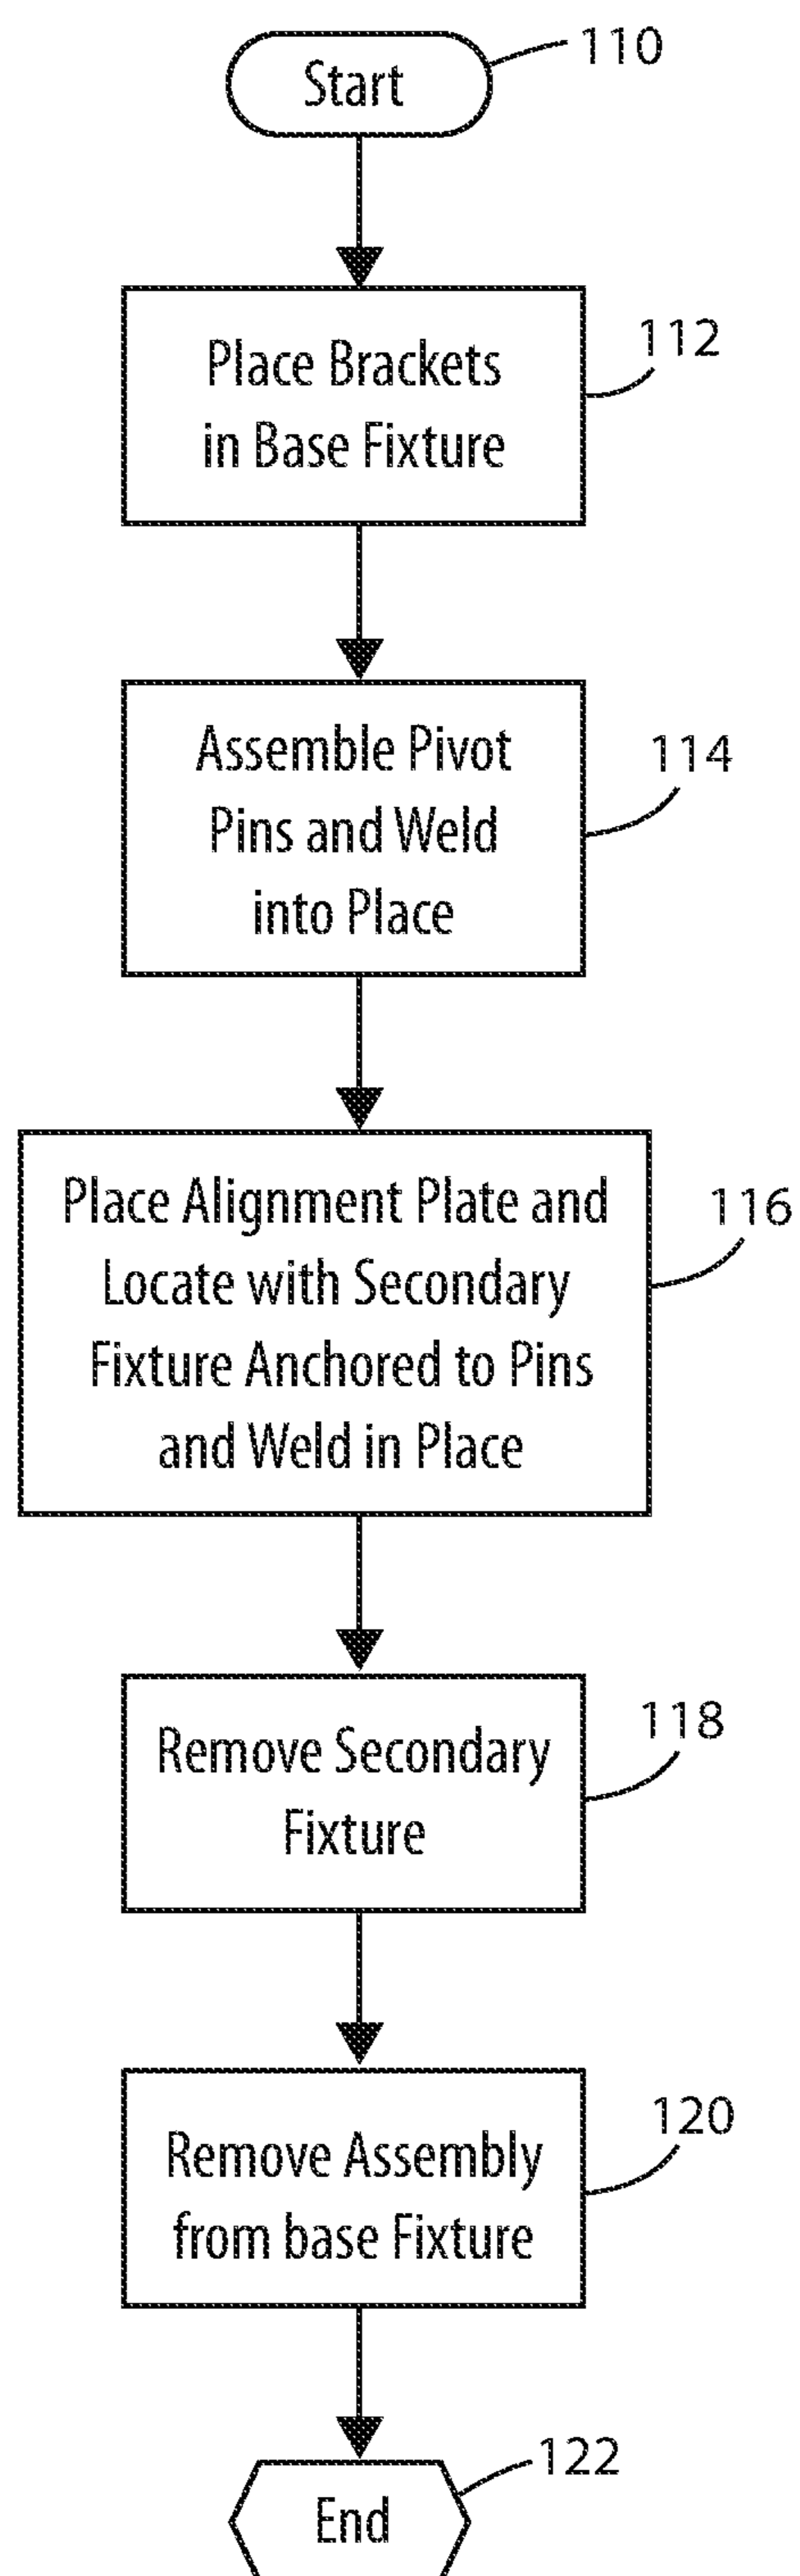 Start
110
Place Brackets
in Base Fixture
112
Assemble Pivot
Pins and Weld
into Place
114
Place Alignment Plate and
Locate with Secondary
Fixture Anchored to Pins
and Weld in Place
116
Remove Secondary
Fixture
118
Remove Assembly
from base Fixture
120
End
122